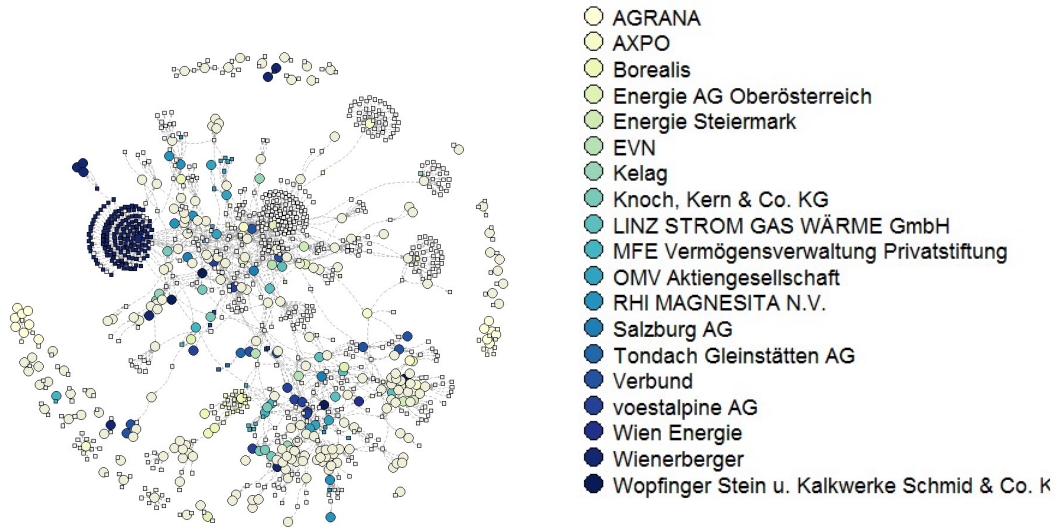 AGRANA
AXPO
Borealis
Energie AG Oberösterreich
Energie Steiermark
EVN
Kelag
Knoch, Kern & Co. KG
LINZ STROM GAS WÄRME GmbH
MFE Vermögensverwaltung Privatstiftung
OMV Aktiengesellschaft
RHI MAGNESITA N.V.
Salzburg AG
Tondach Gleinstätten AG
Verbund
voestalpine AG
Wien Energie
Wienerberger
Wopfinger Stein u. Kalkwerke Schmid & Co. K